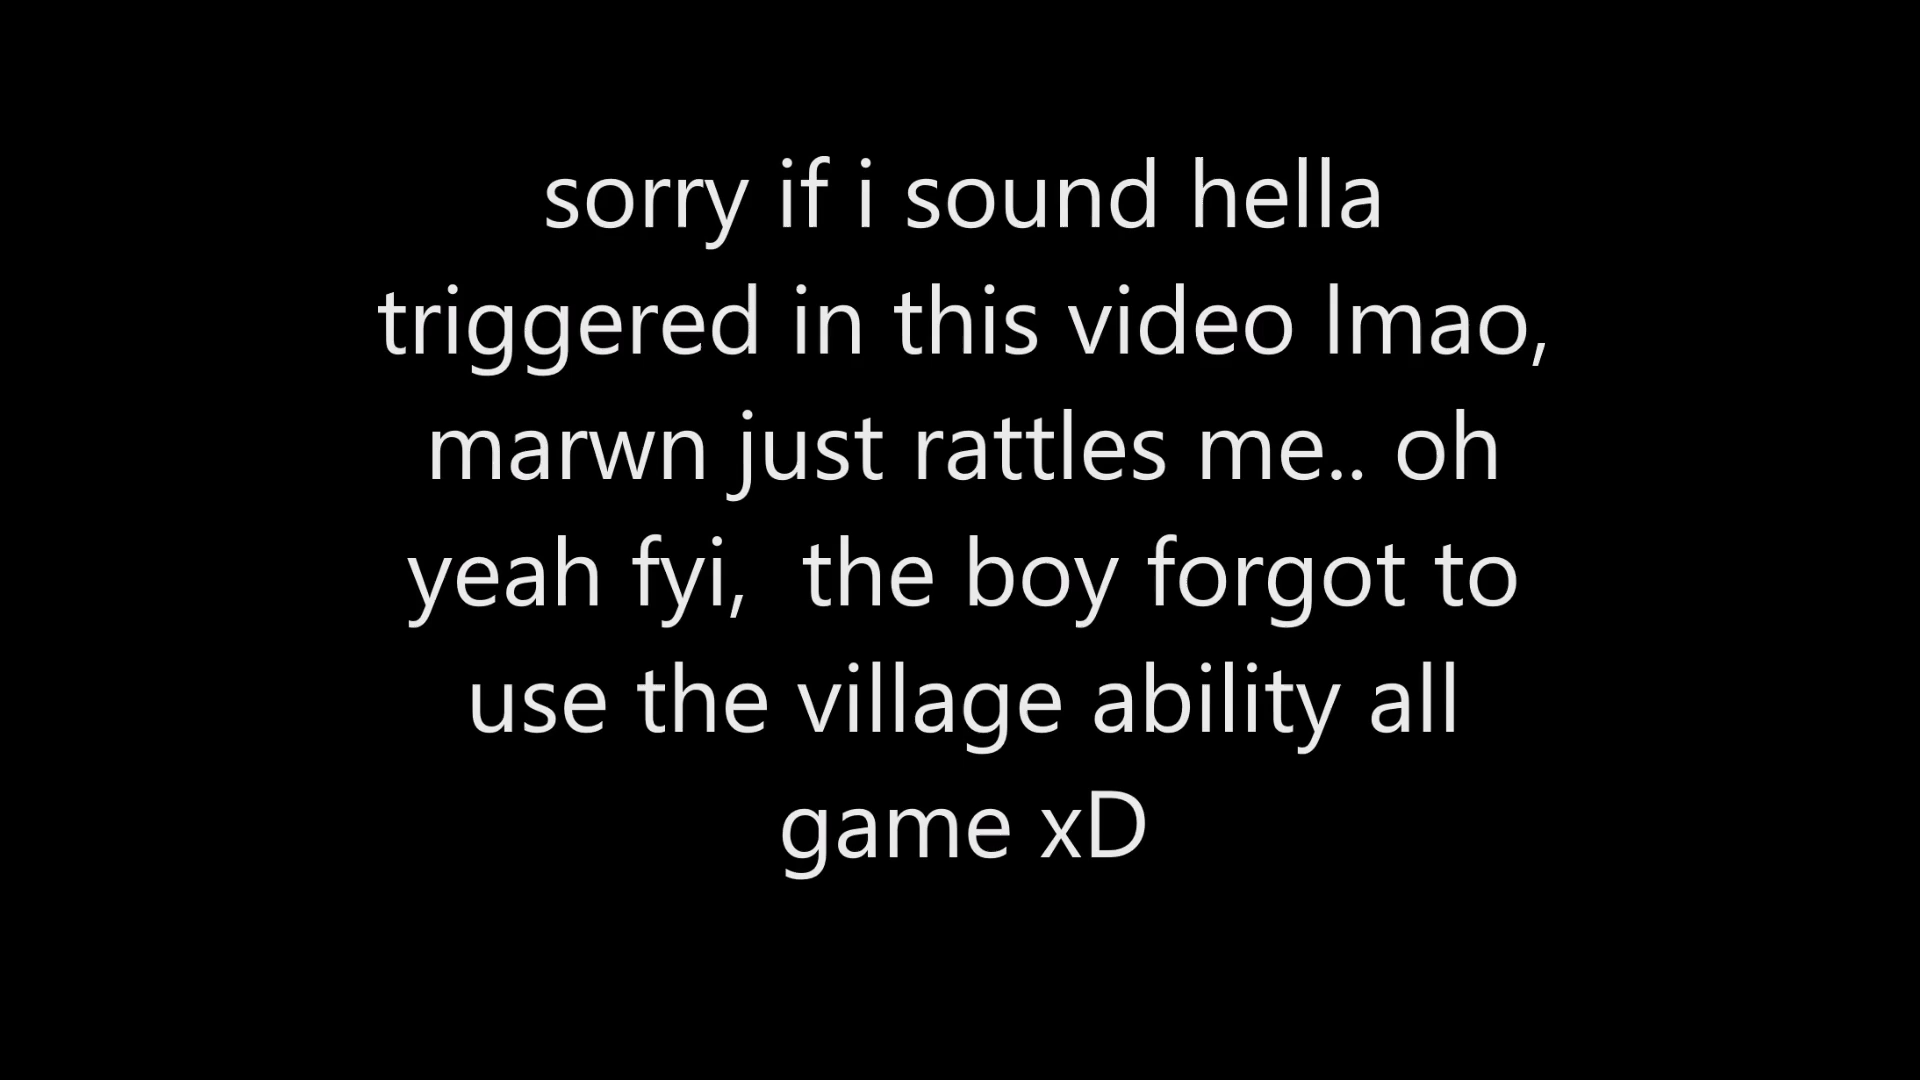 sorry if i sound hella
triggered in this video lmao,
marwn just rattles me.. oh
yeah fyi,  the boy forgot to
use the village ability all
game xD